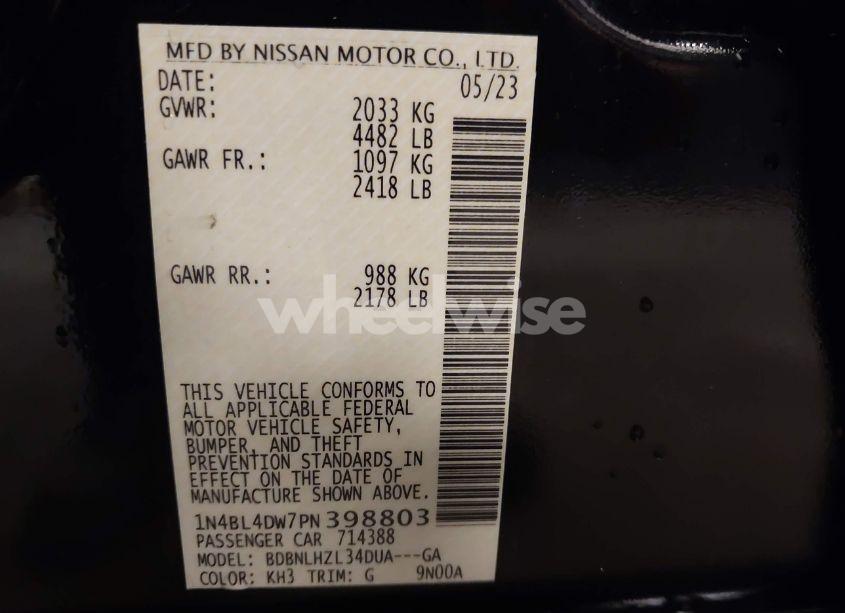 MFD BY NISSAN MOTOR CO., LTD.
DATE: 05/23
GVWR: 2033 KG
4482 LB
GAWR FR.: 1097 KG
2418 LB
GAWR RR.: 988 KG
2178 LB
wheelwise
THIS VEHICLE CONFORMS TO
ALL APPLICABLE FEDERAL
MOTOR VEHICLE SAFETY,
BUMPER, AND THEFT
PREVENTION STANDARDS IN
EFFECT ON THE DATE OF
MANUFACTURE SHOWN ABOVE.
1N4BL4DW7PN398803
PASSENGER CAR 714388
MODEL: BDBNLHZL34DUA---GA
COLOR: KH3 TRIM: G 9N00A